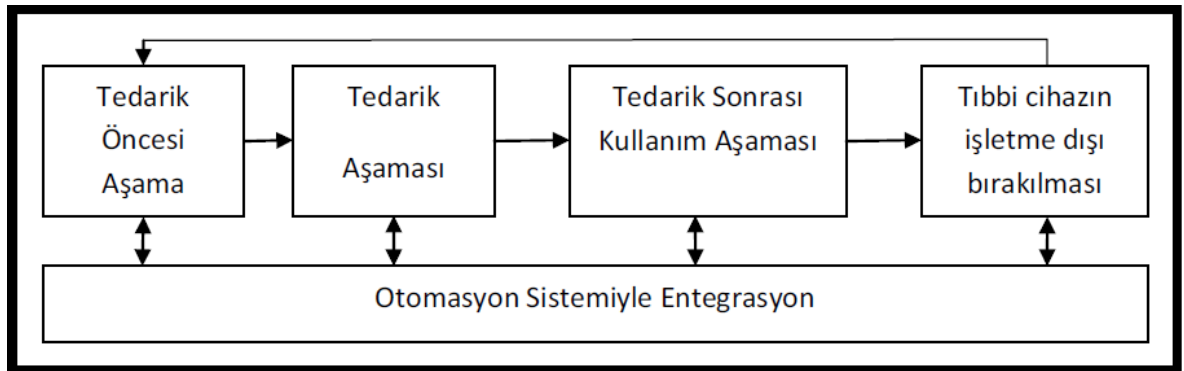 Tedarik
Öncesi
Aşama
Tedarik
Aşaması
Tedarik Sonrası
Kullanım Aşaması
Tıbbi cihazın
işletme dışı
bırakılması
Otomasyon Sistemiyle Entegrasyon